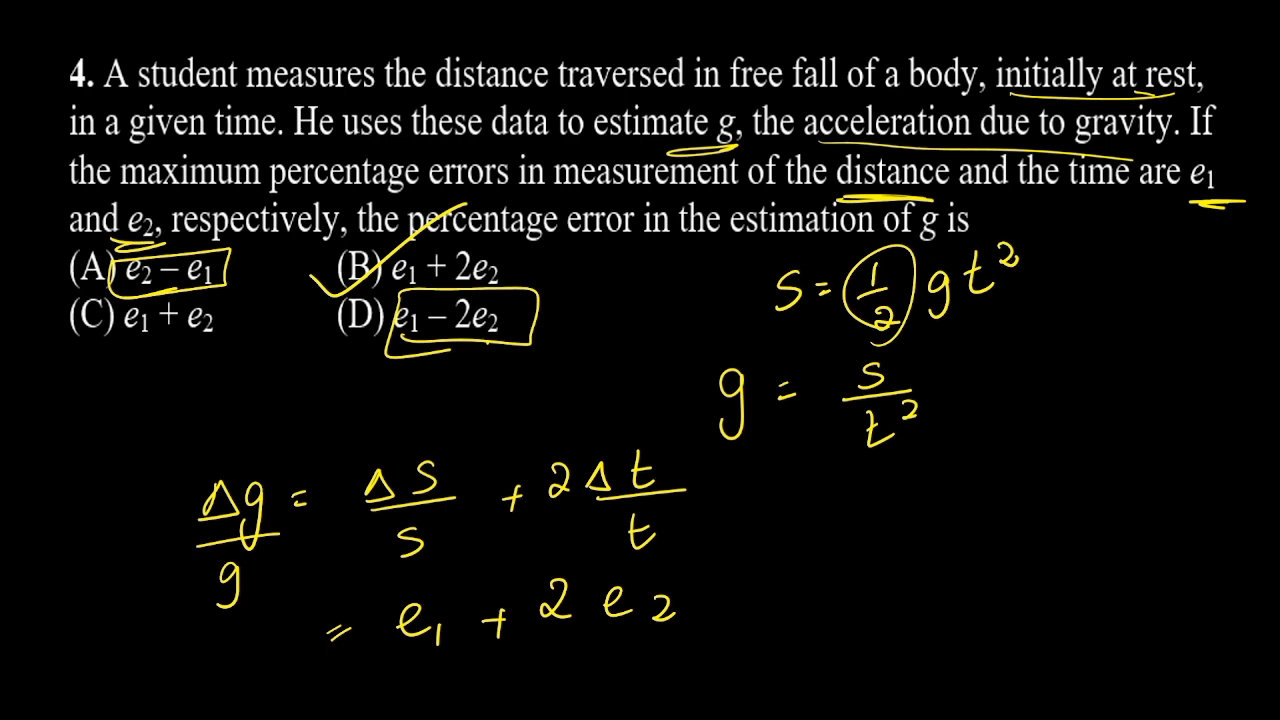 4. A student measures the distance traversed in free fall of a body, initially at rest,
in a given time. He uses these data to estimate g, the acceleration due to gravity. If
the maximum percentage errors in measurement of the distance and the time are e₁
and e₂, respectively, the percentage error in the estimation of g is
(A) e₂ – e₁ (B) e₁ + 2e₂
(C) e₁ + e₂ (D) e₁ – 2e₂
s = 1/2 g t²
g = s/t²
Δg/g = Δs/s + 2Δt/t
= e₁ + 2 e₂